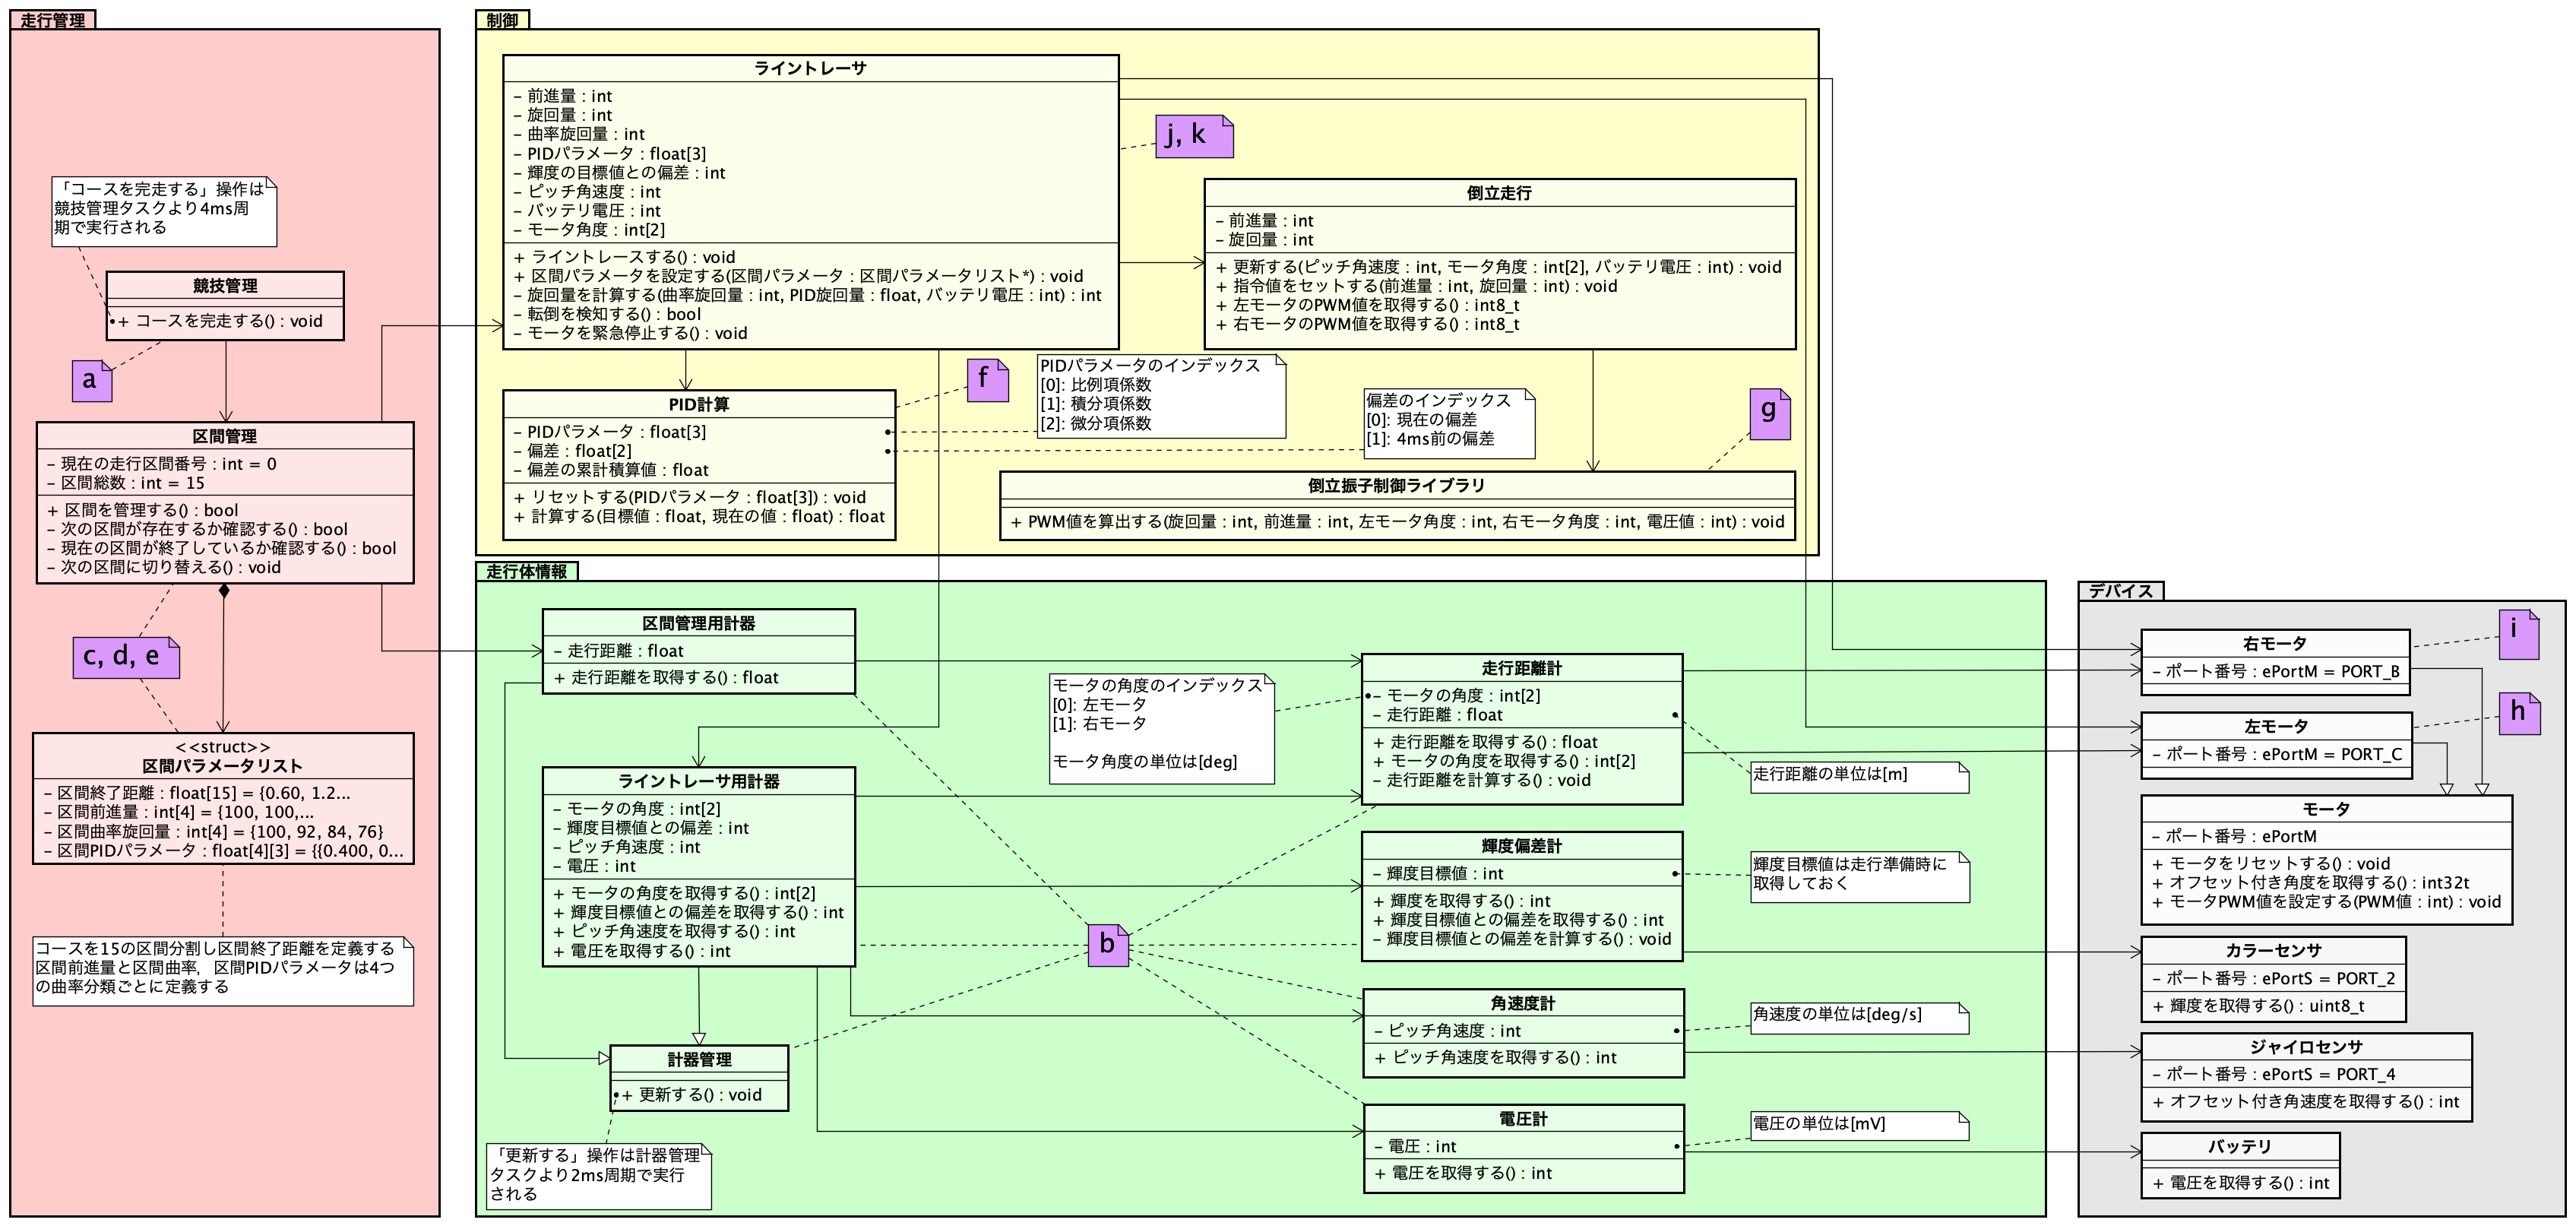 走行管理
「コースを完走する」操作は
競技管理タスクより4ms周
期で実行される
競技管理
+ コースを完走する() : void
a
区間管理
– 現在の走行区間番号 : int = 0
– 区間総数 : int = 15
+ 区間を管理する() : bool
– 次の区間が存在するか確認する() : bool
– 現在の区間が終了しているか確認する() : bool
– 次の区間に切り替える() : void
c, d, e
<<struct>>
区間パラメータリスト
– 区間終了距離 : float[15] = {0.60, 1.2...
– 区間前進量 : int[4] = {100, 100,...
– 区間曲率旋回量 : int[4] = {100, 92, 84, 76}
– 区間PIDパラメータ : float[4][3] = {{0.400, 0...
コースを15の区間分割し区間終了距離を定義する
区間前進量と区間曲率，区間PIDパラメータは4つ
の曲率分類ごとに定義する
制御
ライントレーサ
– 前進量 : int
– 旋回量 : int
– 曲率旋回量 : int
– PIDパラメータ : float[3]
– 輝度の目標値との偏差 : int
– ピッチ角速度 : int
– バッテリ電圧 : int
– モータ角度 : int[2]
+ ライントレースする() : void
+ 区間パラメータを設定する(区間パラメータ : 区間パラメータリスト*) : void
– 旋回量を計算する(曲率旋回量 : int, PID旋回量 : float, バッテリ電圧 : int) : int
– 転倒を検知する() : bool
– モータを緊急停止する() : void
j, k
倒立走行
– 前進量 : int
– 旋回量 : int
+ 更新する(ピッチ角速度 : int, モータ角度 : int[2], バッテリ電圧 : int) : void
+ 指令値をセットする(前進量 : int, 旋回量 : int) : void
+ 左モータのPWM値を取得する() : int8_t
+ 右モータのPWM値を取得する() : int8_t
PID計算
– PIDパラメータ : float[3]
– 偏差 : float[2]
– 偏差の累計積算値 : float
+ リセットする(PIDパラメータ : float[3]) : void
+ 計算する(目標値 : float, 現在の値 : float) : float
f
PIDパラメータのインデックス
[0]: 比例項係数
[1]: 積分項係数
[2]: 微分項係数
偏差のインデックス
[0]: 現在の偏差
[1]: 4ms前の偏差
g
倒立振子制御ライブラリ
+ PWM値を算出する(旋回量 : int, 前進量 : int, 左モータ角度 : int, 右モータ角度 : int, 電圧値 : int) : void
走行体情報
区間管理用計器
– 走行距離 : float
+ 走行距離を取得する() : float
ライントレーサ用計器
– モータの角度 : int[2]
– 輝度目標値との偏差 : int
– ピッチ角速度 : int
– 電圧 : int
+ モータの角度を取得する() : int[2]
+ 輝度目標値との偏差を取得する() : int
+ ピッチ角速度を取得する() : int
+ 電圧を取得する() : int
計器管理
+ 更新する() : void
「更新する」操作は計器管理
タスクより2ms周期で実行
される
モータの角度のインデックス
[0]: 左モータ
[1]: 右モータ
モータ角度の単位は[deg]
b
走行距離計
– モータの角度 : int[2]
– 走行距離 : float
+ 走行距離を取得する() : float
+ モータの角度を取得する() : int[2]
– 走行距離を計算する() : void
走行距離の単位は[m]
輝度偏差計
– 輝度目標値 : int
+ 輝度を取得する() : int
+ 輝度目標値との偏差を取得する() : int
– 輝度目標値との偏差を計算する() : void
輝度目標値は走行準備時に
取得しておく
角速度計
– ピッチ角速度 : int
+ ピッチ角速度を取得する() : int
角速度の単位は[deg/s]
電圧計
– 電圧 : int
+ 電圧を取得する() : int
電圧の単位は[mV]
デバイス
右モータ
– ポート番号 : ePortM = PORT_B
i
左モータ
– ポート番号 : ePortM = PORT_C
h
モータ
– ポート番号 : ePortM
+ モータをリセットする() : void
+ オフセット付き角度を取得する() : int32t
+ モータPWM値を設定する(PWM値 : int) : void
カラーセンサ
– ポート番号 : ePortS = PORT_2
+ 輝度を取得する() : uint8_t
ジャイロセンサ
– ポート番号 : ePortS = PORT_4
+ オフセット付き角速度を取得する() : int
バッテリ
+ 電圧を取得する() : int